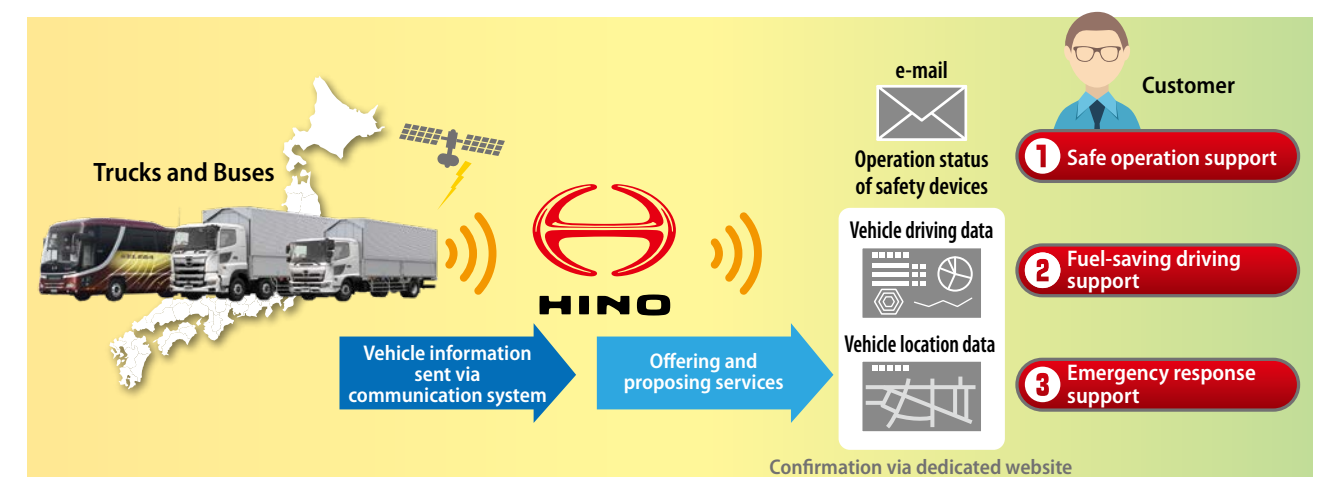 Trucks and Buses
SELEGA
HINO
Vehicle information
sent via
communication system
Offering and
proposing services
e-mail
Operation status
of safety devices
Vehicle driving data
Vehicle location data
Confirmation via dedicated website
Customer
1 Safe operation support
2 Fuel-saving driving
support
3 Emergency response
support